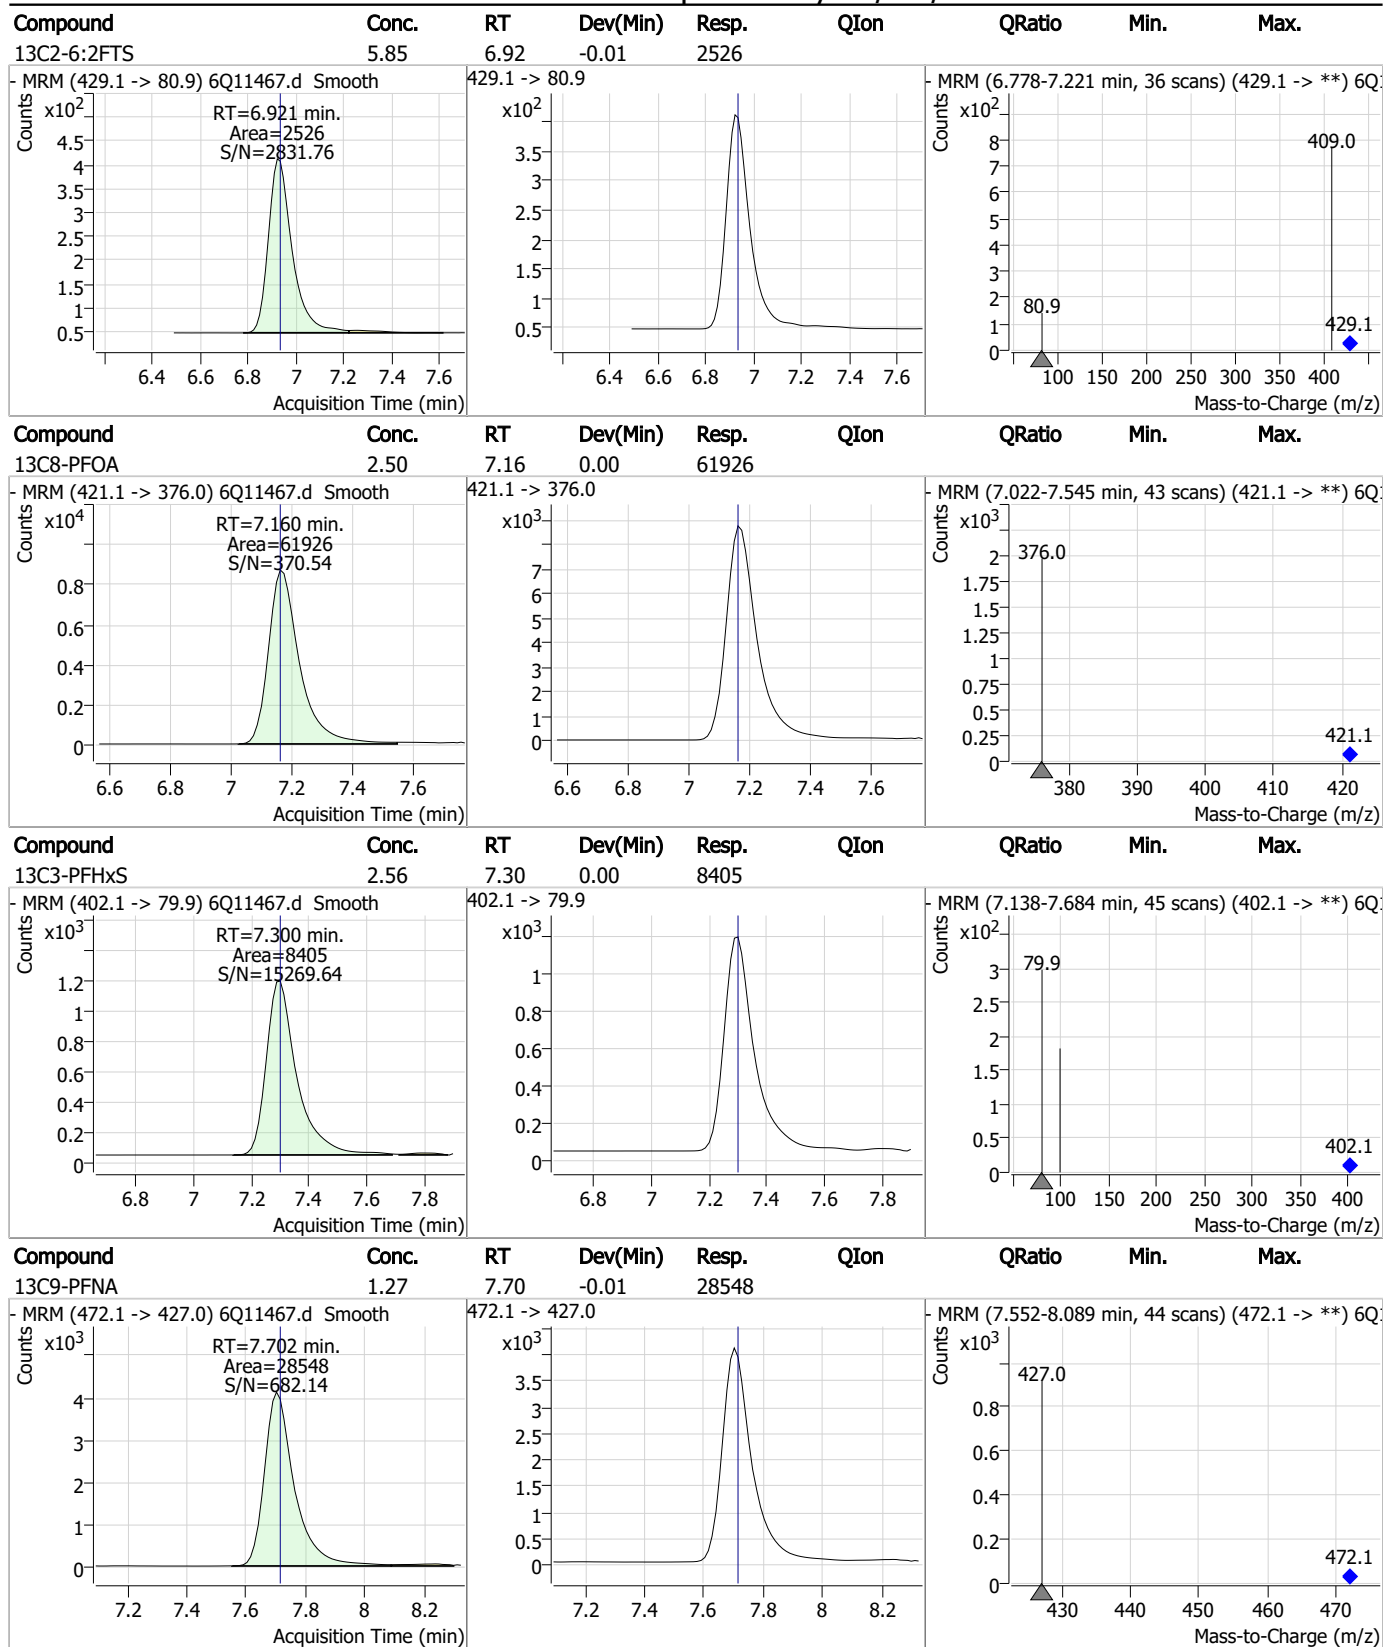 Compound Conc. RT Dev(Min) Resp. QIon QRatio Min. Max.
13C2-6:2FTS 5.85 6.92 -0.01 2526
- MRM (429.1 -> 80.9) 6Q11467.d Smooth
Counts
x10²
RT=6.921 min.
Area=2526
S/N=2831.76
4.5
4
3.5
3
2.5
2
1.5
1
0.5
6.4 6.6 6.8 7 7.2 7.4 7.6
Acquisition Time (min)
429.1 -> 80.9
x10²
3.5
3
2.5
2
1.5
1
0.5
6.4 6.6 6.8 7 7.2 7.4 7.6
- MRM (6.778-7.221 min, 36 scans) (429.1 -> **) 6Q
Counts
x10²
8
7
6
5
4
3
2
1
0
409.0
80.9
429.1
100 150 200 250 300 350 400
Mass-to-Charge (m/z)
Compound Conc. RT Dev(Min) Resp. QIon QRatio Min. Max.
13C8-PFOA 2.50 7.16 0.00 61926
- MRM (421.1 -> 376.0) 6Q11467.d Smooth
Counts
x10⁴
RT=7.160 min.
Area=61926
S/N=370.54
0.8
0.6
0.4
0.2
0
6.6 6.8 7 7.2 7.4 7.6
Acquisition Time (min)
421.1 -> 376.0
x10³
7
6
5
4
3
2
1
0
6.6 6.8 7 7.2 7.4 7.6
- MRM (7.022-7.545 min, 43 scans) (421.1 -> **) 6Q
Counts
x10³
2
1.75
1.5
1.25
1
0.75
0.5
0.25
0
376.0
421.1
380 390 400 410 420
Mass-to-Charge (m/z)
Compound Conc. RT Dev(Min) Resp. QIon QRatio Min. Max.
13C3-PFHxS 2.56 7.30 0.00 8405
- MRM (402.1 -> 79.9) 6Q11467.d Smooth
Counts
x10³
RT=7.300 min.
Area=8405
S/N=15269.64
1.2
1
0.8
0.6
0.4
0.2
0
6.8 7 7.2 7.4 7.6 7.8
Acquisition Time (min)
402.1 -> 79.9
x10³
1
0.8
0.6
0.4
0.2
0
6.8 7 7.2 7.4 7.6 7.8
- MRM (7.138-7.684 min, 45 scans) (402.1 -> **) 6Q
Counts
x10²
3
2.5
2
1.5
1
0.5
0
79.9
402.1
100 150 200 250 300 350 400
Mass-to-Charge (m/z)
Compound Conc. RT Dev(Min) Resp. QIon QRatio Min. Max.
13C9-PFNA 1.27 7.70 -0.01 28548
- MRM (472.1 -> 427.0) 6Q11467.d Smooth
Counts
x10³
RT=7.702 min.
Area=28548
S/N=682.14
4
3
2
1
0
7.2 7.4 7.6 7.8 8 8.2
Acquisition Time (min)
472.1 -> 427.0
x10³
3.5
3
2.5
2
1.5
1
0.5
0
7.2 7.4 7.6 7.8 8 8.2
- MRM (7.552-8.089 min, 44 scans) (472.1 -> **) 6Q
Counts
x10³
0.8
0.6
0.4
0.2
0
427.0
472.1
430 440 450 460 470
Mass-to-Charge (m/z)